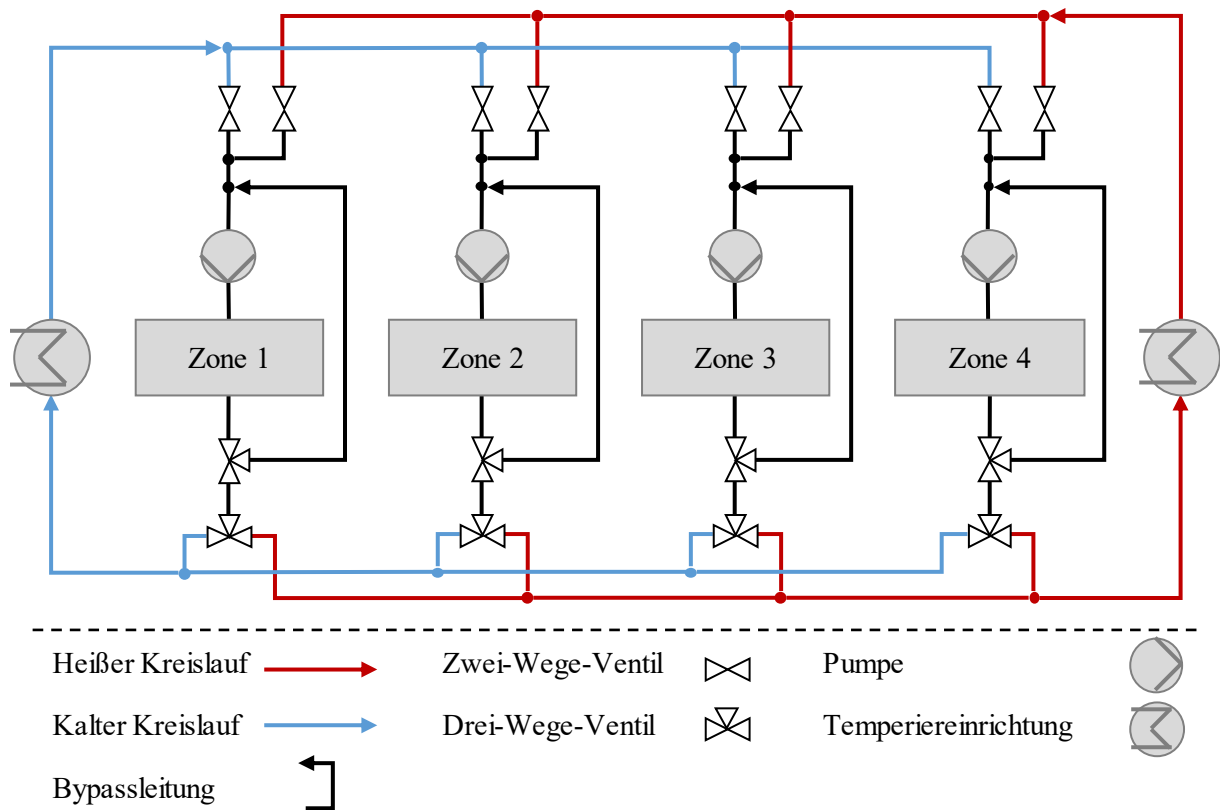 Zone 1
Zone 2
Zone 3
Zone 4
Heißer Kreislauf
Zwei-Wege-Ventil
Pumpe
Kalter Kreislauf
Drei-Wege-Ventil
Temperiereinrichtung
Bypassleitung